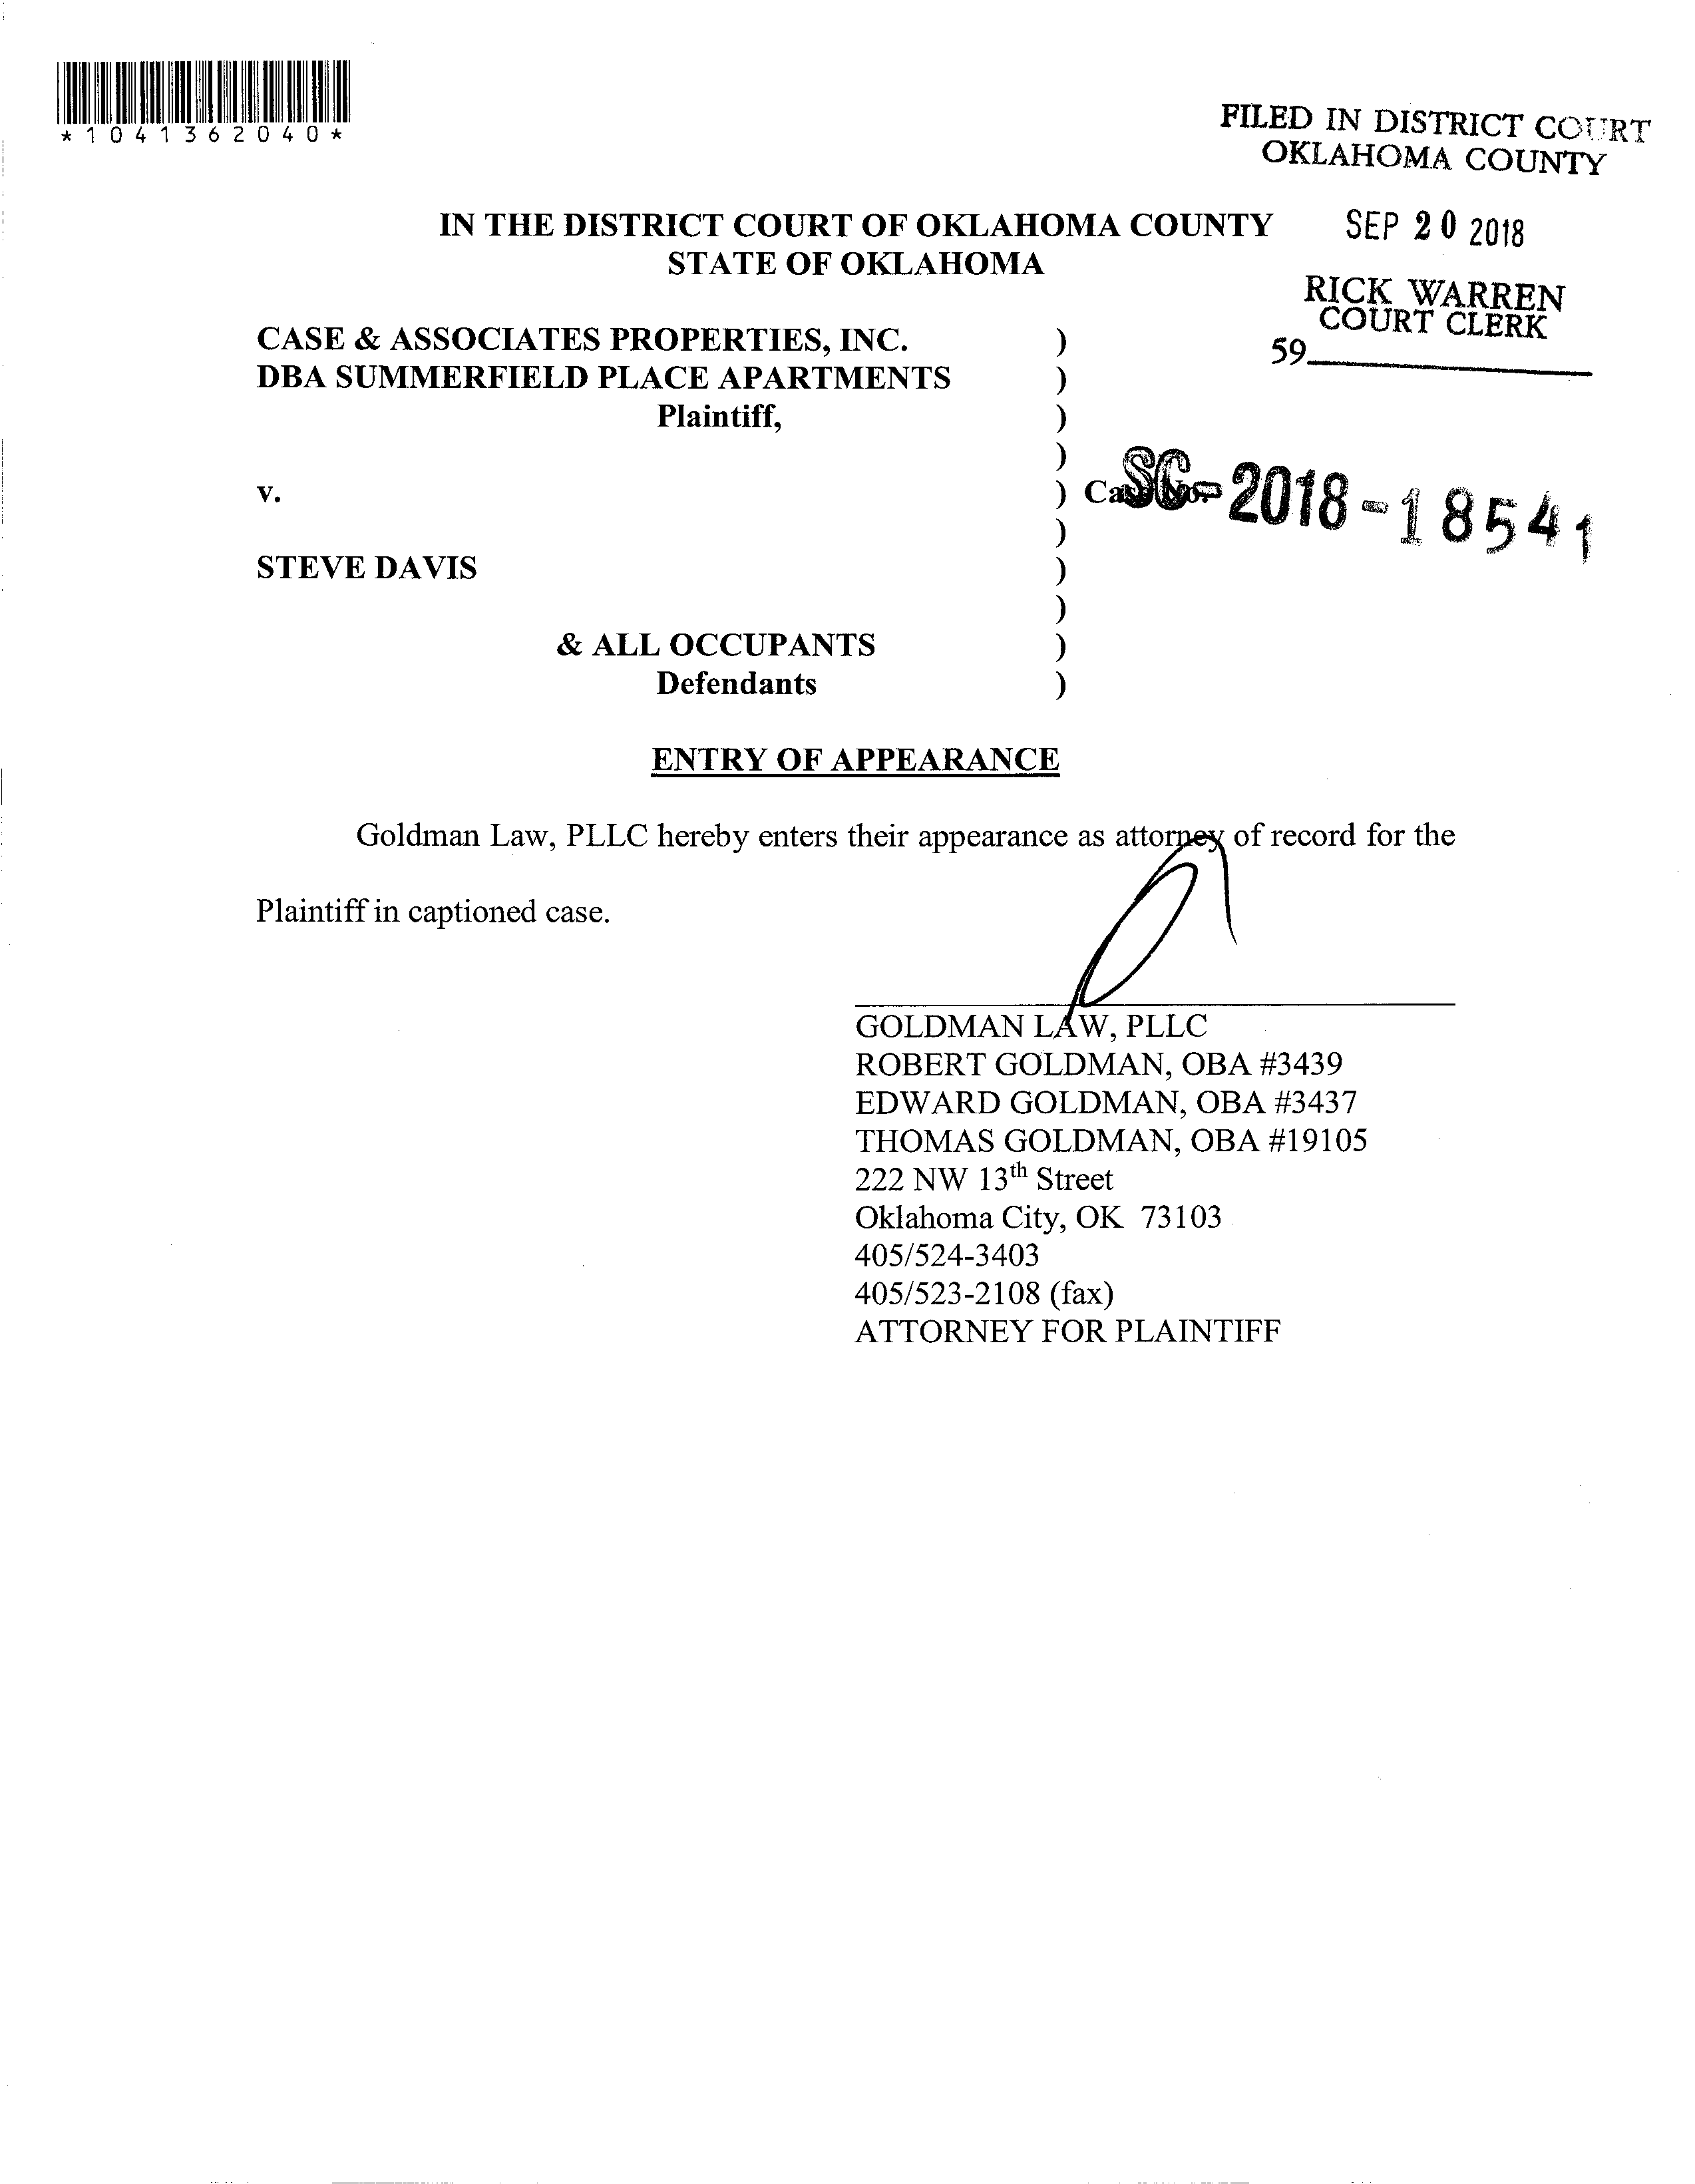 *1041362040*
FILED IN DISTRICT COURT
OKLAHOMA COUNTY
IN THE DISTRICT COURT OF OKLAHOMA COUNTY
STATE OF OKLAHOMA
SEP 20 2018
RICK WARREN
COURT CLERK
59
CASE & ASSOCIATES PROPERTIES, INC. )
DBA SUMMERFIELD PLACE APARTMENTS )
Plaintiff, )
)
v. ) Case No. SC-2018-18541
)
STEVE DAVIS )
)
& ALL OCCUPANTS )
Defendants )
ENTRY OF APPEARANCE
Goldman Law, PLLC hereby enters their appearance as attorney of record for the
Plaintiff in captioned case.
GOLDMAN LAW, PLLC
ROBERT GOLDMAN, OBA #3439
EDWARD GOLDMAN, OBA #3437
THOMAS GOLDMAN, OBA #19105
222 NW 13th Street
Oklahoma City, OK 73103
405/524-3403
405/523-2108 (fax)
ATTORNEY FOR PLAINTIFF